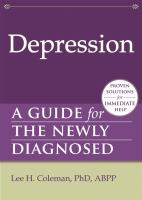 Depression
PROVEN
SOLUTIONS
for
IMMEDIATE
HELP
A GUIDE for
THE NEWLY
DIAGNOSED
Lee H. Coleman, PhD, ABPP